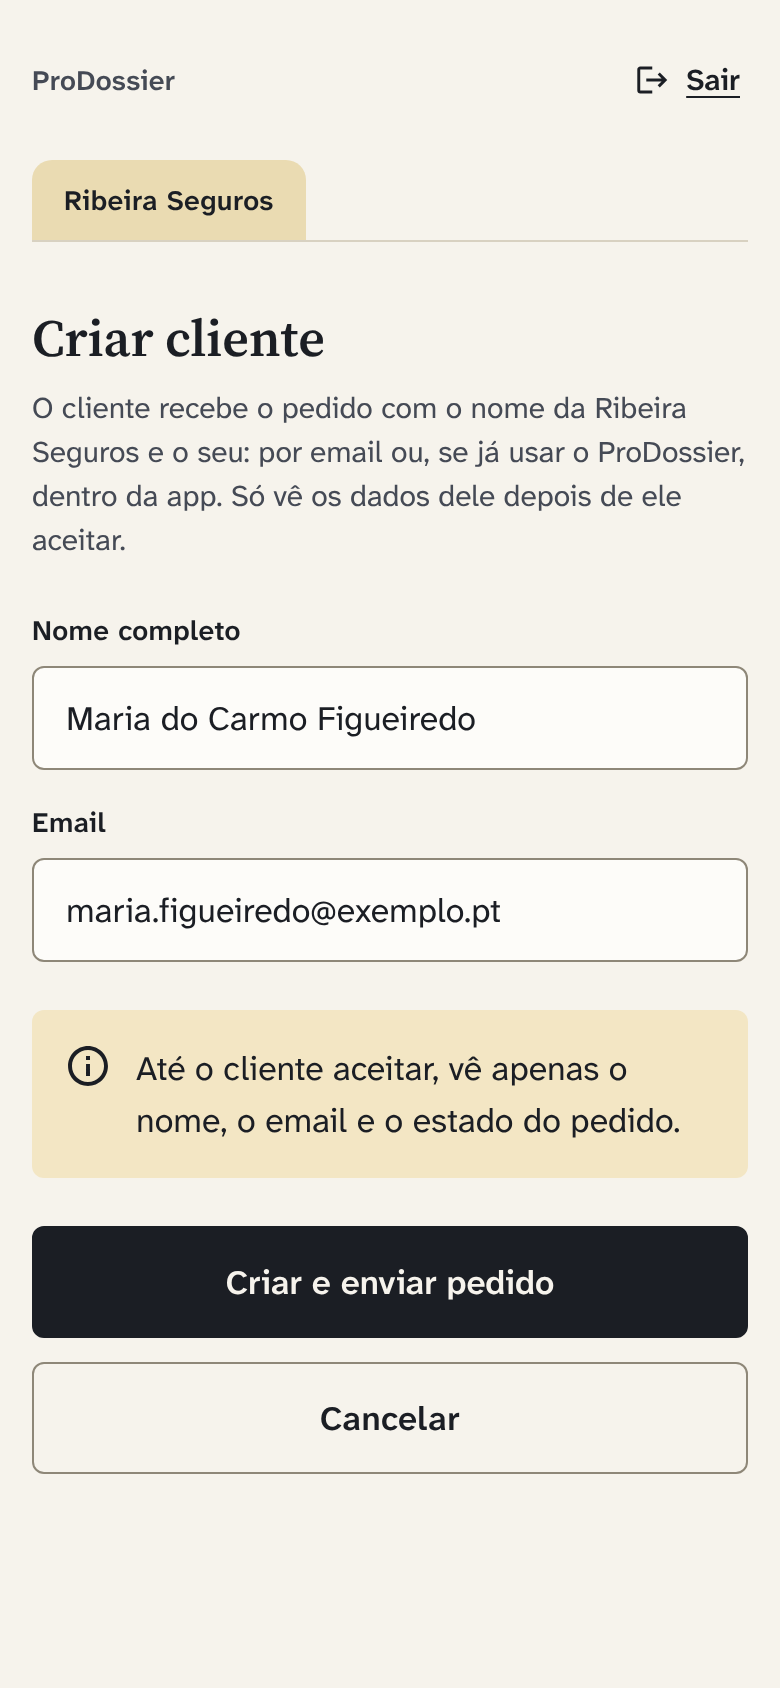 ProDossier
Sair
Ribeira Seguros
Criar cliente
O cliente recebe o pedido com o nome da Ribeira
Seguros e o seu: por email ou, se já usar o ProDossier,
dentro da app. Só vê os dados dele depois de ele
aceitar.
Nome completo
Maria do Carmo Figueiredo
Email
maria.figueiredo@exemplo.pt
Até o cliente aceitar, vê apenas o
nome, o email e o estado do pedido.
Criar e enviar pedido
Cancelar